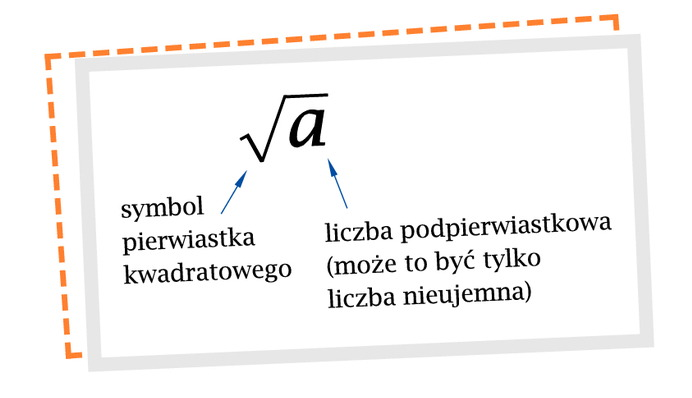 √a
symbol
pierwiastka
kwadratowego
liczba podpierwiastkowa
(może to być tylko
liczba nieujemna)